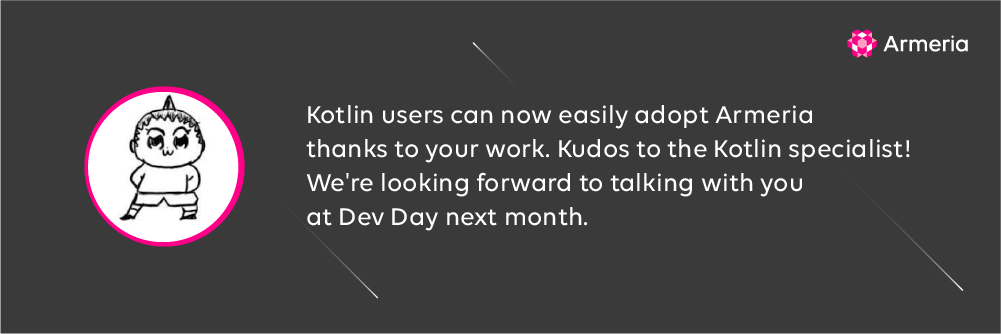 Armeria
Kotlin users can now easily adopt Armeria
thanks to your work. Kudos to the Kotlin specialist!
We're looking forward to talking with you
at Dev Day next month.